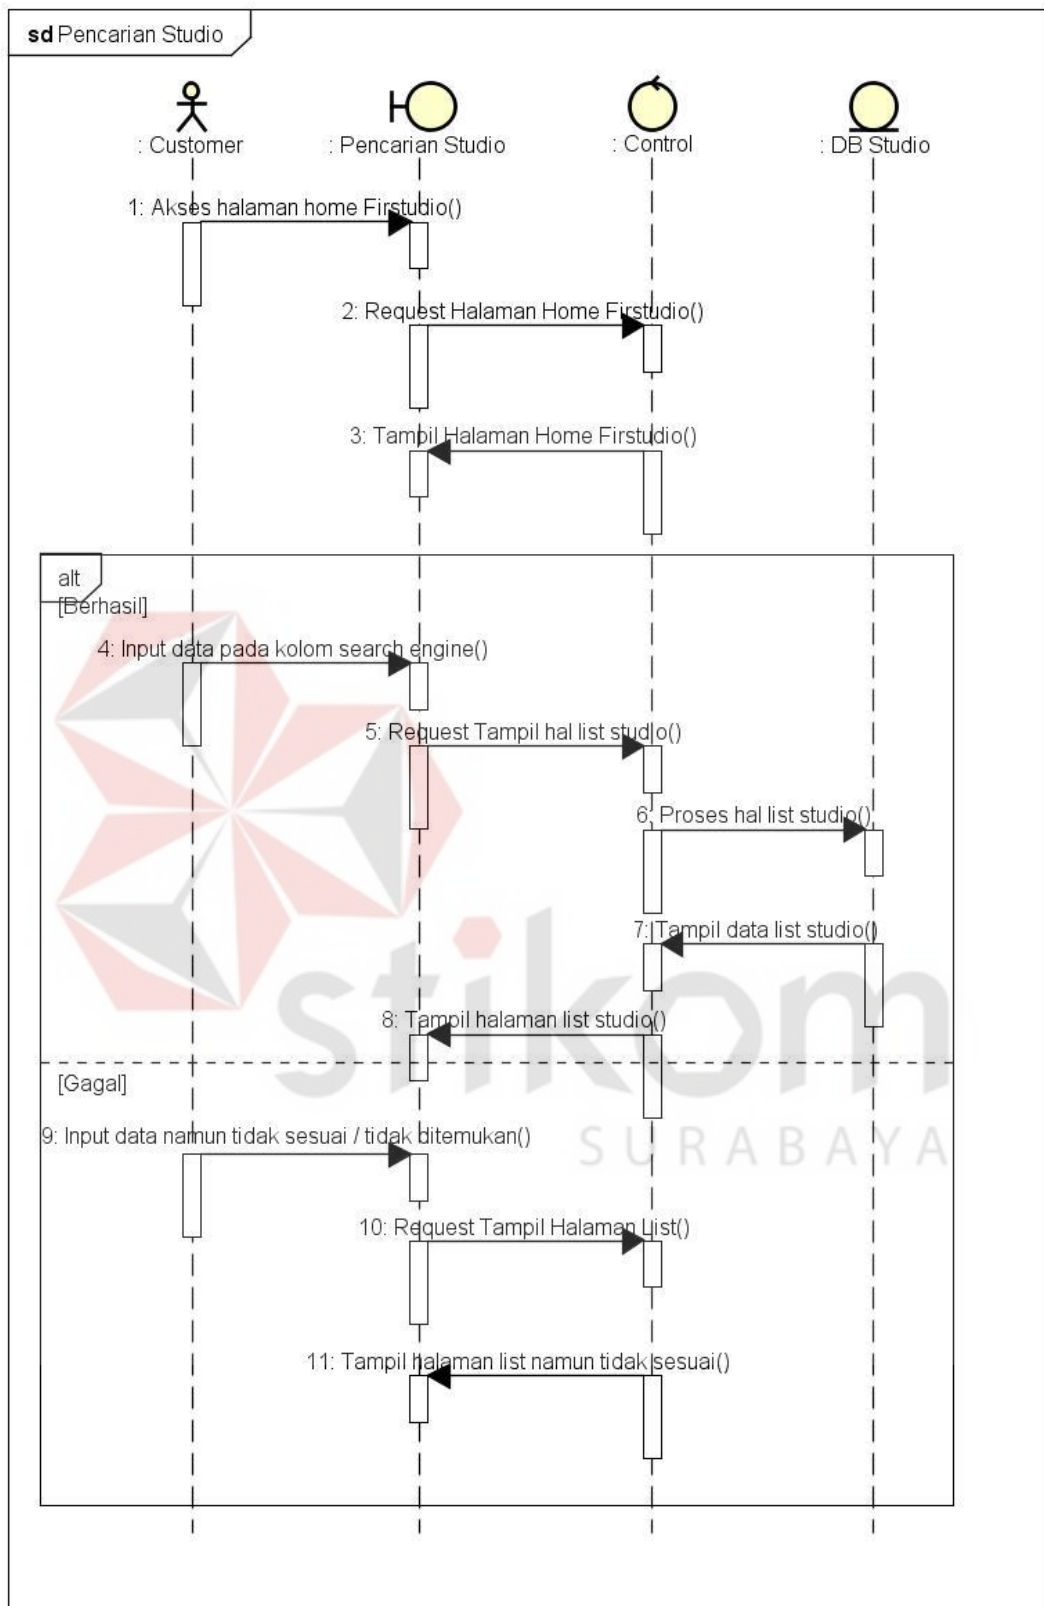 sd Pencarian Studio
: Customer
: Pencarian Studio
: Control
: DB Studio
1: Akses halaman home Firstudio()
2: Request Halaman Home Firstudio()
3: Tampil Halaman Home Firstudio()
alt
[Berhasil]
4: Input data pada kolom search engine()
5: Request Tampil hal list studio()
6: Proses hal list studio()
7: Tampil data list studio()
8: Tampil halaman list studio()
[Gagal]
9: Input data namun tidak sesuai / tidak ditemukan()
10: Request Tampil Halaman List()
11: Tampil halaman list namun tidak sesuai()
stikom
SURABAYA